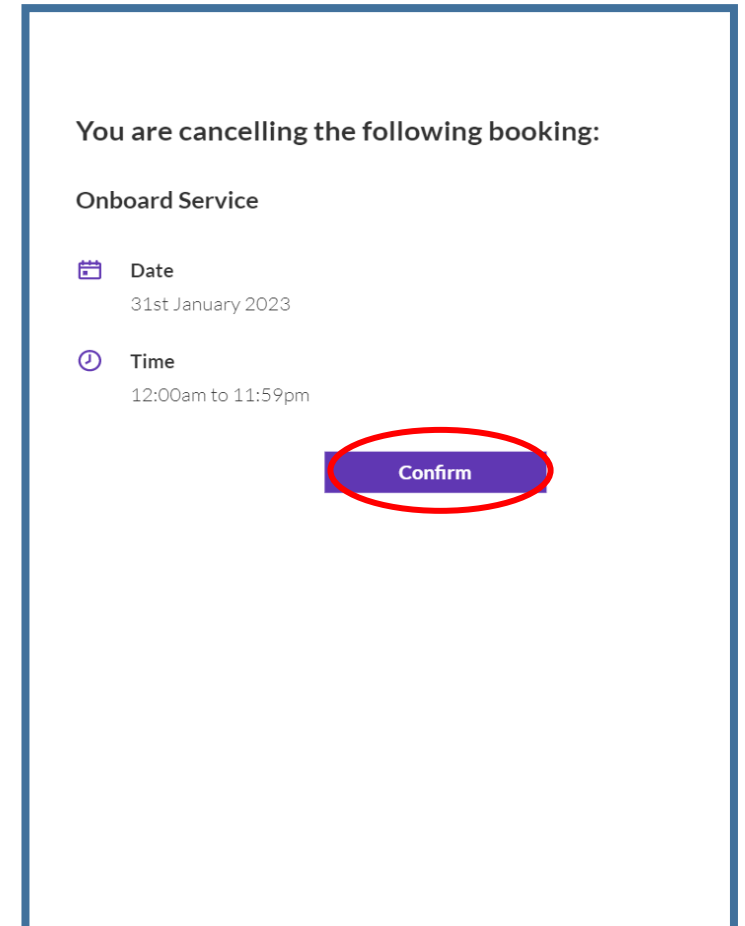 You are cancelling the following booking:
Onboard Service
Date
31st January 2023
Time
12:00am to 11:59pm
Confirm